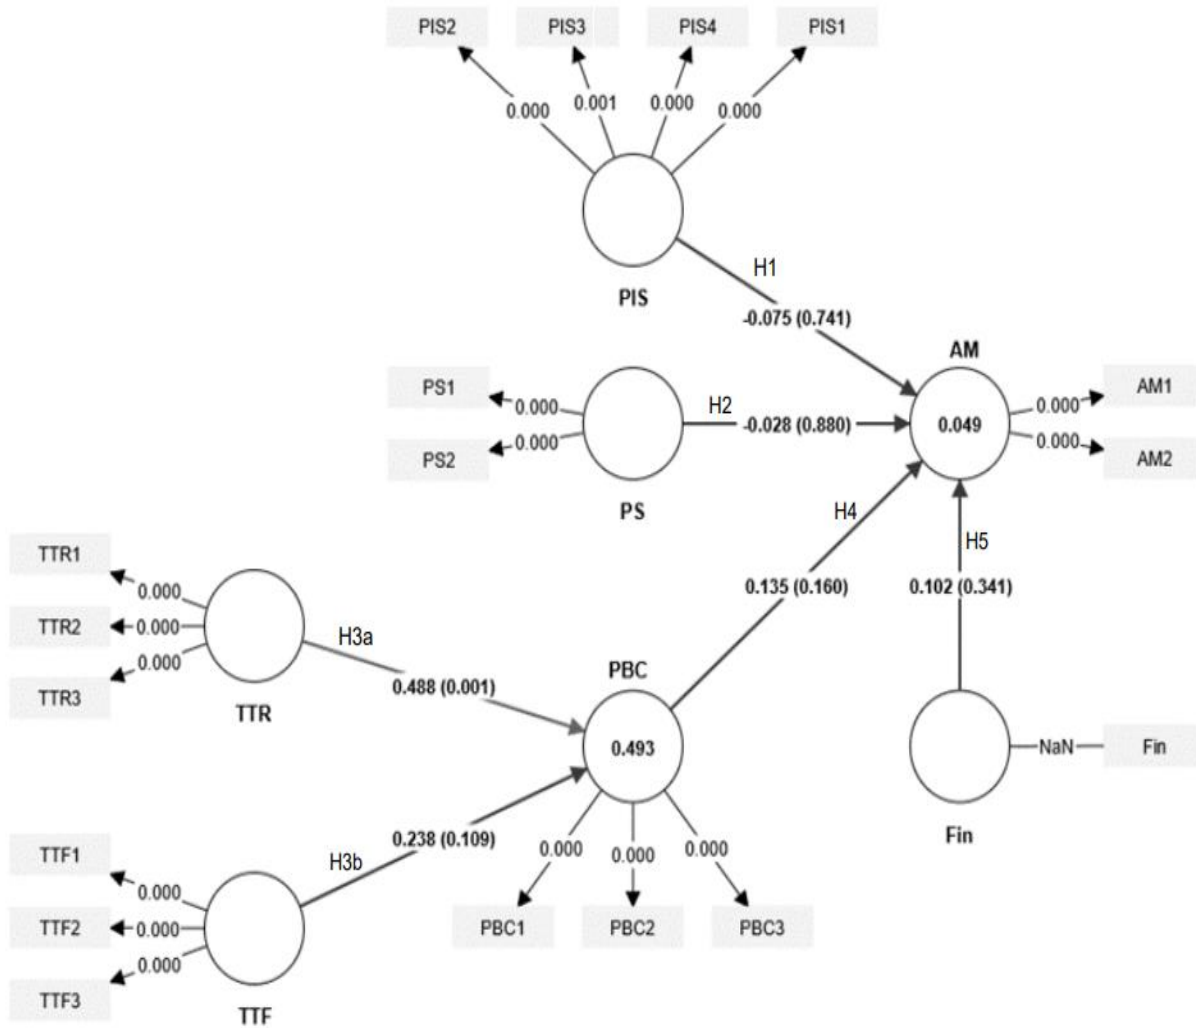 PIS2
PIS3
PIS4
PIS1
0.000
0.001
0.000
0.000
PIS
H1
-0.075 (0.741)
AM
PS1
PS2
0.000
0.000
H2
-0.028 (0.880)
0.049
0.000
0.000
AM1
AM2
PS
H4
H5
0.135 (0.160)
0.102 (0.341)
TTR1
TTR2
TTR3
0.000
0.000
0.000
TTR
H3a
0.488 (0.001)
PBC
0.493
NaN
Fin
Fin
0.238 (0.109)
H3b
TTF1
TTF2
TTF3
0.000
0.000
0.000
TTF
0.000
0.000
0.000
PBC1
PBC2
PBC3